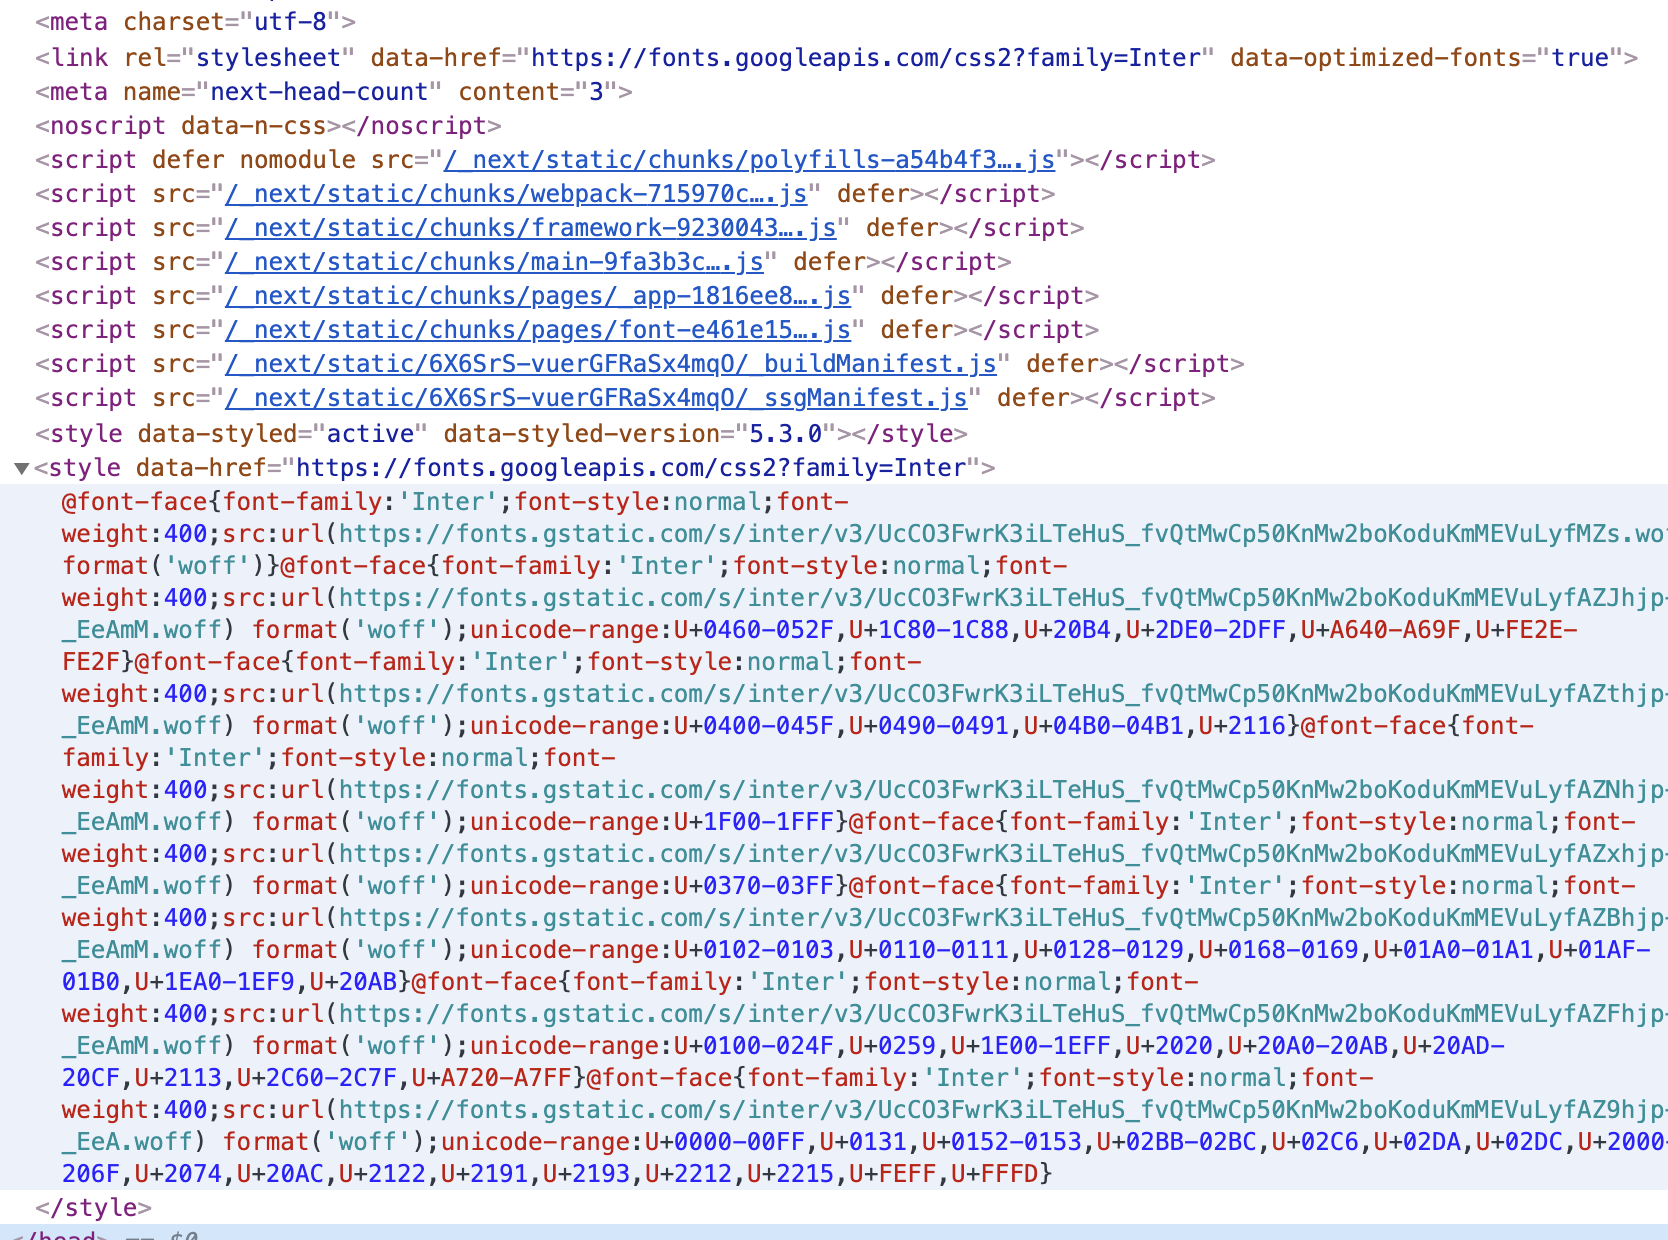 <meta charset="utf-8">
<link rel="stylesheet" data-href="https://fonts.googleapis.com/css2?family=Inter" data-optimized-fonts="true">
<meta name="next-head-count" content="3">
<noscript data-n-css></noscript>
<script defer nomodule src="/_next/static/chunks/polyfills-a54b4f3….js"></script>
<script src="/_next/static/chunks/webpack-715970c….js" defer></script>
<script src="/_next/static/chunks/framework-9230043….js" defer></script>
<script src="/_next/static/chunks/main-9fa3b3c….js" defer></script>
<script src="/_next/static/chunks/pages/_app-1816ee8….js" defer></script>
<script src="/_next/static/chunks/pages/font-e461e15….js" defer></script>
<script src="/_next/static/6X6SrS-vuerGFRaSx4mqO/_buildManifest.js" defer></script>
<script src="/_next/static/6X6SrS-vuerGFRaSx4mqO/_ssgManifest.js" defer></script>
<style data-styled="active" data-styled-version="5.3.0"></style>
▼<style data-href="https://fonts.googleapis.com/css2?family=Inter">
@font-face{font-family:'Inter';font-style:normal;font-
weight:400;src:url(https://fonts.gstatic.com/s/inter/v3/UcCO3FwrK3iLTeHuS_fvQtMwCp50KnMw2boKoduKmMEVuLyfMZs.wo
format('woff')}@font-face{font-family:'Inter';font-style:normal;font-
weight:400;src:url(https://fonts.gstatic.com/s/inter/v3/UcCO3FwrK3iLTeHuS_fvQtMwCp50KnMw2boKoduKmMEVuLyfAZJhjp-
_EeAmM.woff) format('woff');unicode-range:U+0460-052F,U+1C80-1C88,U+20B4,U+2DE0-2DFF,U+A640-A69F,U+FE2E-
FE2F}@font-face{font-family:'Inter';font-style:normal;font-
weight:400;src:url(https://fonts.gstatic.com/s/inter/v3/UcCO3FwrK3iLTeHuS_fvQtMwCp50KnMw2boKoduKmMEVuLyfAZthjp-
_EeAmM.woff) format('woff');unicode-range:U+0400-045F,U+0490-0491,U+04B0-04B1,U+2116}@font-face{font-
family:'Inter';font-style:normal;font-
weight:400;src:url(https://fonts.gstatic.com/s/inter/v3/UcCO3FwrK3iLTeHuS_fvQtMwCp50KnMw2boKoduKmMEVuLyfAZNhjp-
_EeAmM.woff) format('woff');unicode-range:U+1F00-1FFF}@font-face{font-family:'Inter';font-style:normal;font-
weight:400;src:url(https://fonts.gstatic.com/s/inter/v3/UcCO3FwrK3iLTeHuS_fvQtMwCp50KnMw2boKoduKmMEVuLyfAZxhjp-
_EeAmM.woff) format('woff');unicode-range:U+0370-03FF}@font-face{font-family:'Inter';font-style:normal;font-
weight:400;src:url(https://fonts.gstatic.com/s/inter/v3/UcCO3FwrK3iLTeHuS_fvQtMwCp50KnMw2boKoduKmMEVuLyfAZBhjp-
_EeAmM.woff) format('woff');unicode-range:U+0102-0103,U+0110-0111,U+0128-0129,U+0168-0169,U+01A0-01A1,U+01AF-
01B0,U+1EA0-1EF9,U+20AB}@font-face{font-family:'Inter';font-style:normal;font-
weight:400;src:url(https://fonts.gstatic.com/s/inter/v3/UcCO3FwrK3iLTeHuS_fvQtMwCp50KnMw2boKoduKmMEVuLyfAZFhjp-
_EeAmM.woff) format('woff');unicode-range:U+0100-024F,U+0259,U+1E00-1EFF,U+2020,U+20A0-20AB,U+20AD-
20CF,U+2113,U+2C60-2C7F,U+A720-A7FF}@font-face{font-family:'Inter';font-style:normal;font-
weight:400;src:url(https://fonts.gstatic.com/s/inter/v3/UcCO3FwrK3iLTeHuS_fvQtMwCp50KnMw2boKoduKmMEVuLyfAZ9hjp-
_EeA.woff) format('woff');unicode-range:U+0000-00FF,U+0131,U+0152-0153,U+02BB-02BC,U+02C6,U+02DA,U+02DC,U+2000-
206F,U+2074,U+20AC,U+2122,U+2191,U+2193,U+2212,U+2215,U+FEFF,U+FFFD}
</style>
</head> == $0